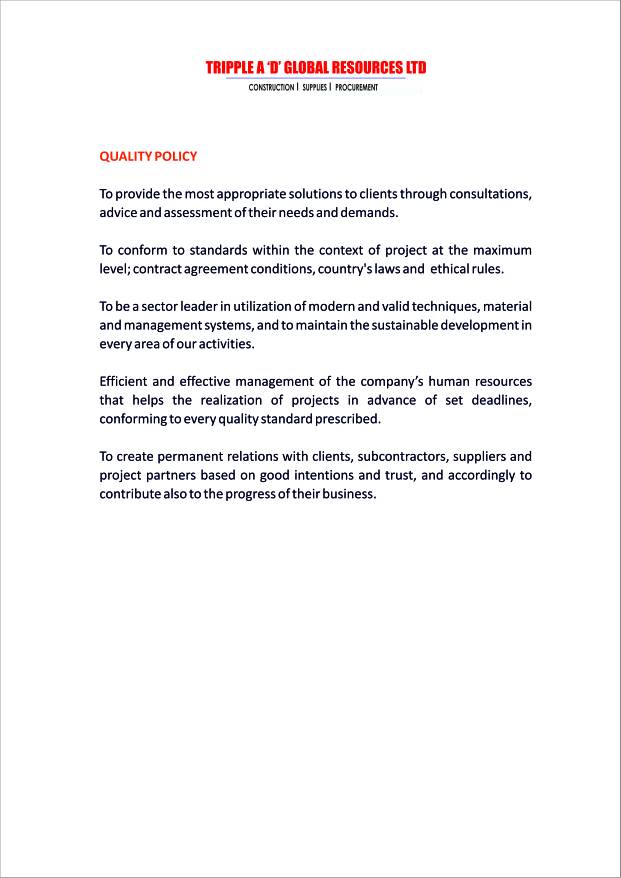 TRIPPLE A ‘D’ GLOBAL RESOURCES LTD
CONSTRUCTION | SUPPLIES | PROCUREMENT
QUALITY POLICY
To provide the most appropriate solutions to clients through consultations,
advice and assessment of their needs and demands.
To conform to standards within the context of project at the maximum
level; contract agreement conditions, country's laws and ethical rules.
To be a sector leader in utilization of modern and valid techniques, material
and management systems, and to maintain the sustainable development in
every area of our activities.
Efficient and effective management of the company’s human resources
that helps the realization of projects in advance of set deadlines,
conforming to every quality standard prescribed.
To create permanent relations with clients, subcontractors, suppliers and
project partners based on good intentions and trust, and accordingly to
contribute also to the progress of their business.